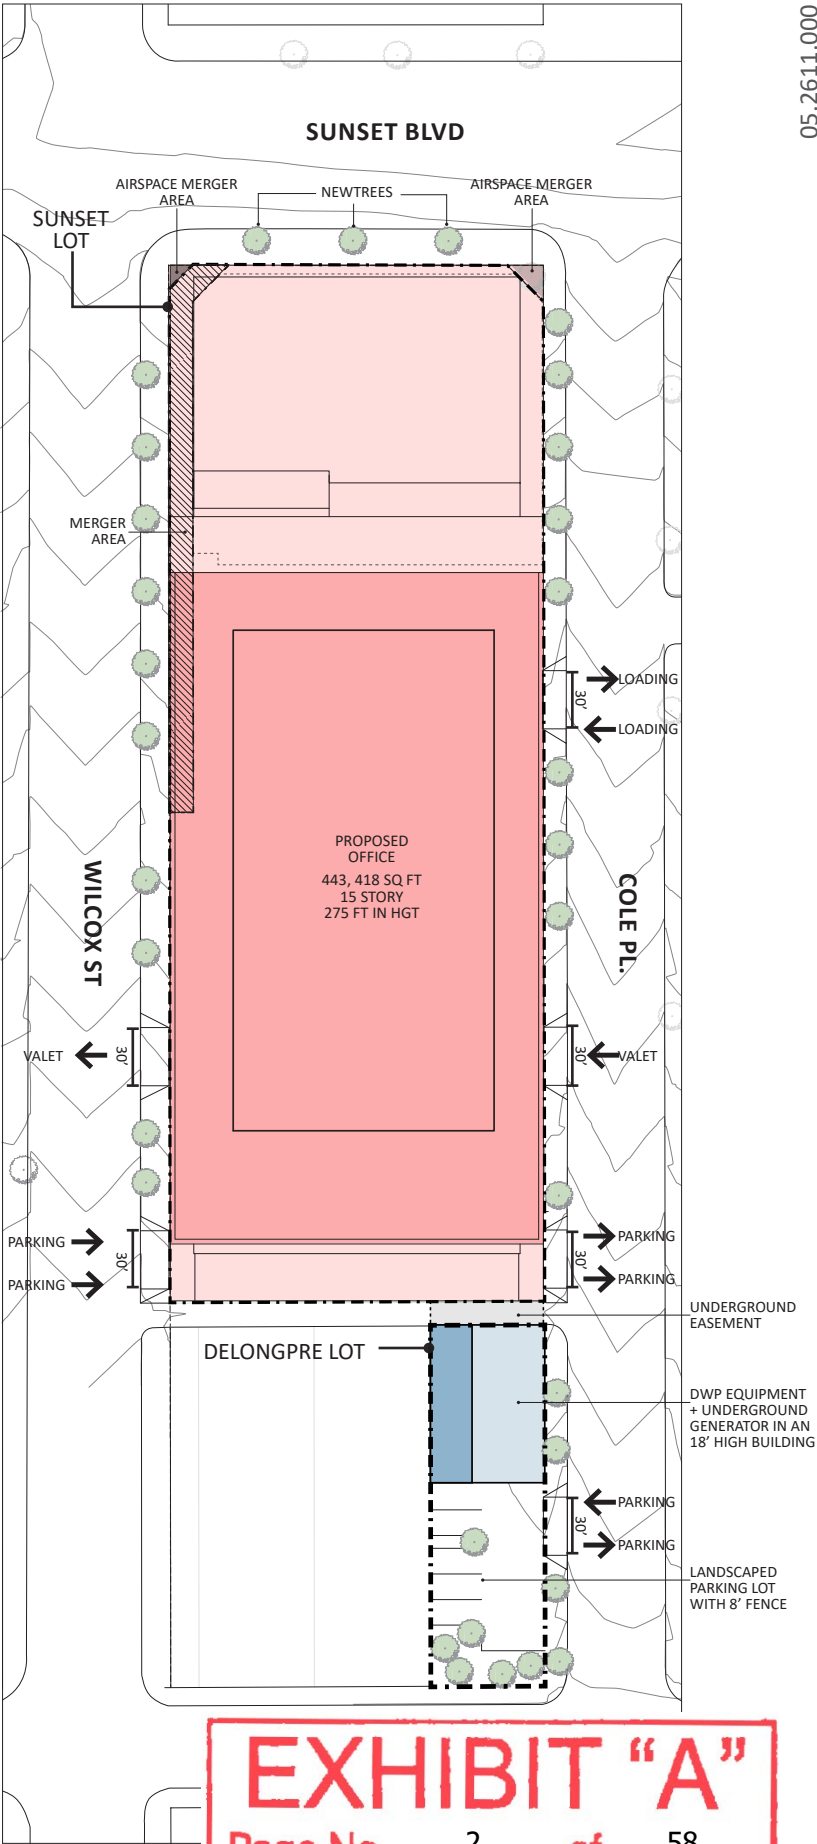 05.2611.000
SUNSET BLVD
AIRSPACE MERGER
AREA
NEWTREES
AIRSPACE MERGER
AREA
SUNSET
LOT
MERGER
AREA
LOADING
30'
LOADING
PROPOSED
OFFICE
443, 418 SQ FT
15 STORY
275 FT IN HGT
WILCOX ST
COLE PL.
VALET
30'
30'
VALET
PARKING
30'
PARKING
PARKING
30'
PARKING
UNDERGROUND
EASEMENT
DELONGPRE LOT
DWP EQUIPMENT
+ UNDERGROUND
GENERATOR IN AN
18' HIGH BUILDING
PARKING
30'
PARKING
LANDSCAPED
PARKING LOT
WITH 8' FENCE
EXHIBIT “A”
Page No. 2 of 58